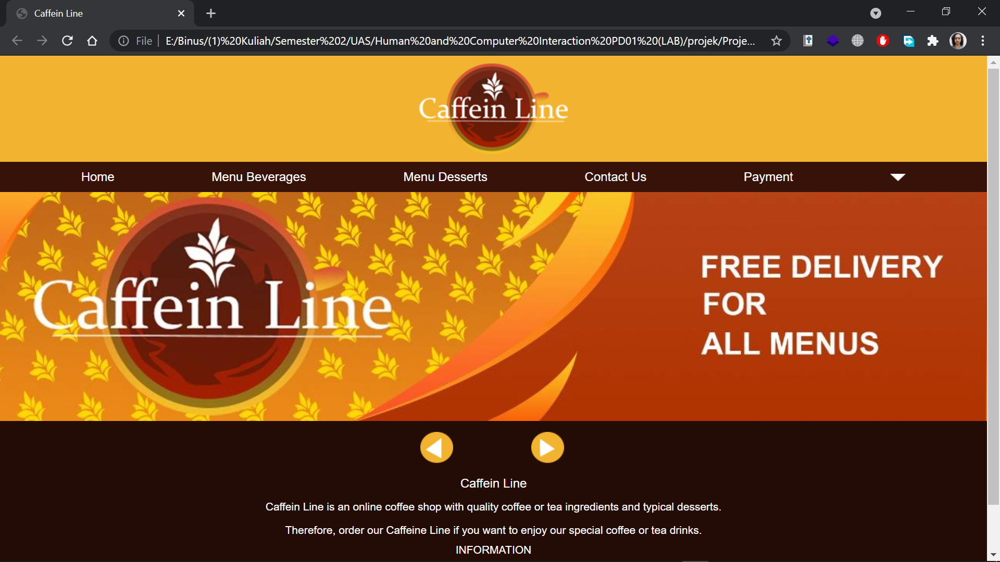 Caffein Line
File
E:/Binus/(1)%20Kuliah/Semester%202/UAS/Human%20and%20Computer%20Interaction%20PD01%20(LAB)/projek/Proje...
Caffein Line
Home Menu Beverages Menu Desserts Contact Us Payment
Caffein Line
FREE DELIVERY
FOR
ALL MENUS
Caffein Line
Caffein Line is an online coffee shop with quality coffee or tea ingredients and typical desserts.
Therefore, order our Caffeine Line if you want to enjoy our special coffee or tea drinks.
INFORMATION